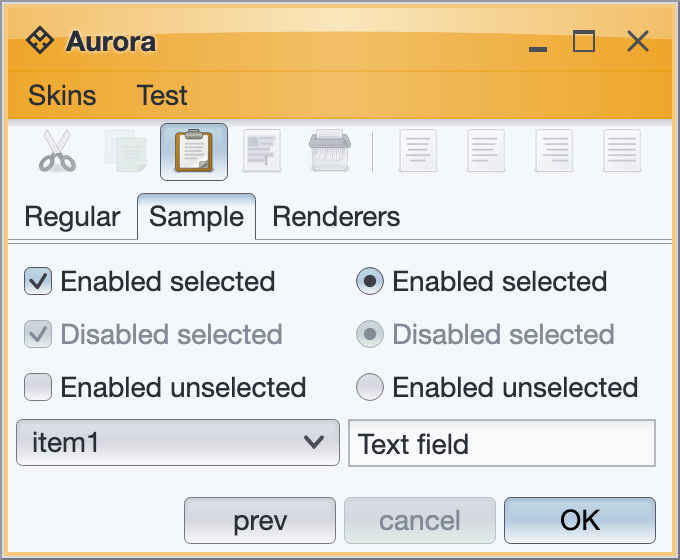 Aurora
Skins Test
Regular Sample Renderers
Enabled selected Enabled selected
Disabled selected Disabled selected
Enabled unselected Enabled unselected
item1 Text field
prev cancel OK